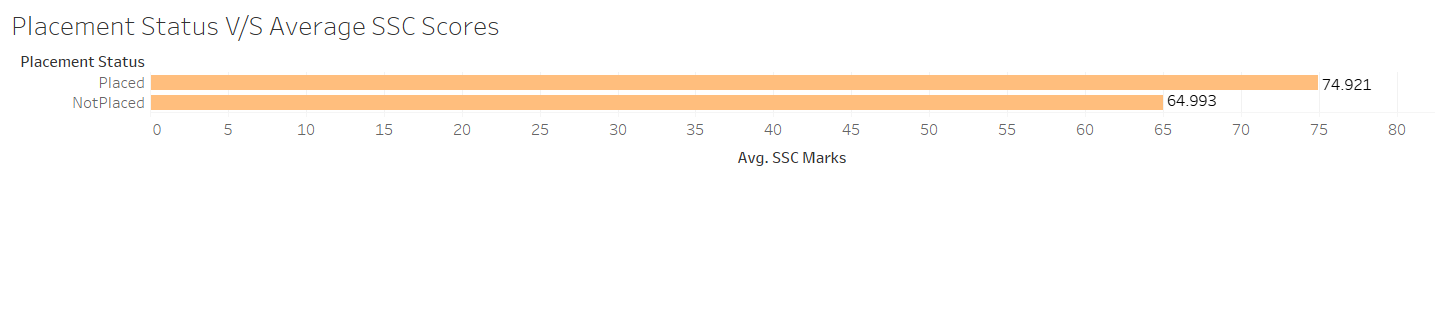 Placement Status V/S Average SSC Scores
Placement Status
Placed 74.921
NotPlaced 64.993
0 5 10 15 20 25 30 35 40 45 50 55 60 65 70 75 80
Avg. SSC Marks